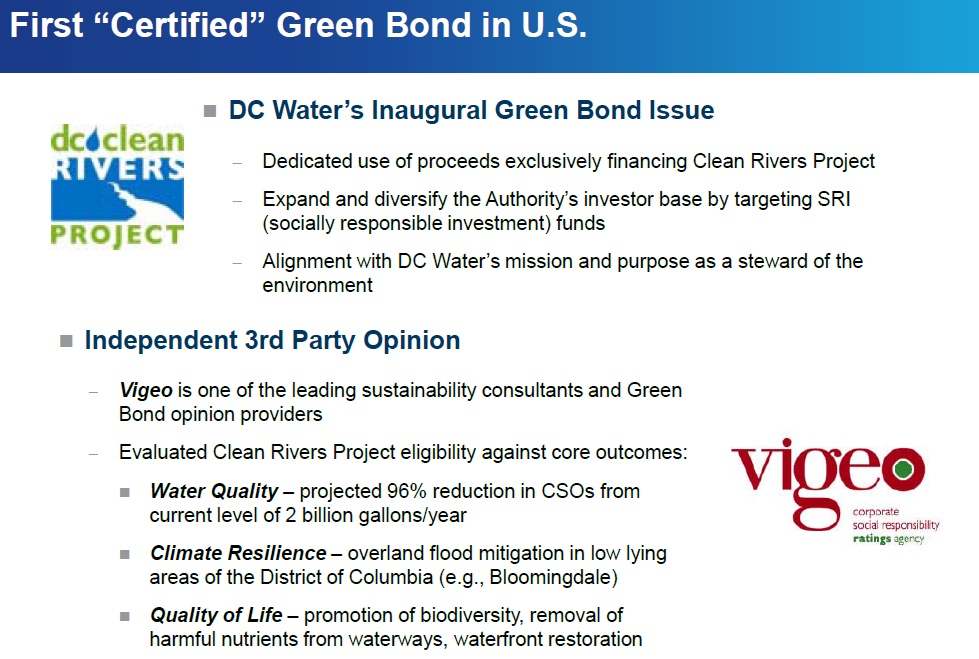 First “Certified” Green Bond in U.S.
dc clean
RIVERS
PROJECT
DC Water’s Inaugural Green Bond Issue
– Dedicated use of proceeds exclusively financing Clean Rivers Project
– Expand and diversify the Authority’s investor base by targeting SRI
(socially responsible investment) funds
– Alignment with DC Water’s mission and purpose as a steward of the
environment
Independent 3rd Party Opinion
– Vigeo is one of the leading sustainability consultants and Green
Bond opinion providers
– Evaluated Clean Rivers Project eligibility against core outcomes:
Water Quality – projected 96% reduction in CSOs from
current level of 2 billion gallons/year
Climate Resilience – overland flood mitigation in low lying
areas of the District of Columbia (e.g., Bloomingdale)
Quality of Life – promotion of biodiversity, removal of
harmful nutrients from waterways, waterfront restoration
vigeo
corporate
social responsibility
ratings agency